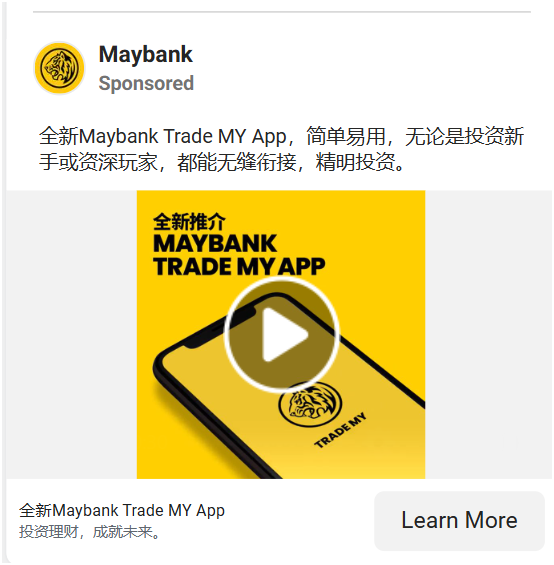 Maybank
Sponsored
全新Maybank Trade MY App，简单易用，无论是投资新
手或资深玩家，都能无缝衔接，精明投资。
全新推介
MAYBANK
TRADE MY APP
TRADE MY
全新Maybank Trade MY App
投资理财，成就未来。
Learn More